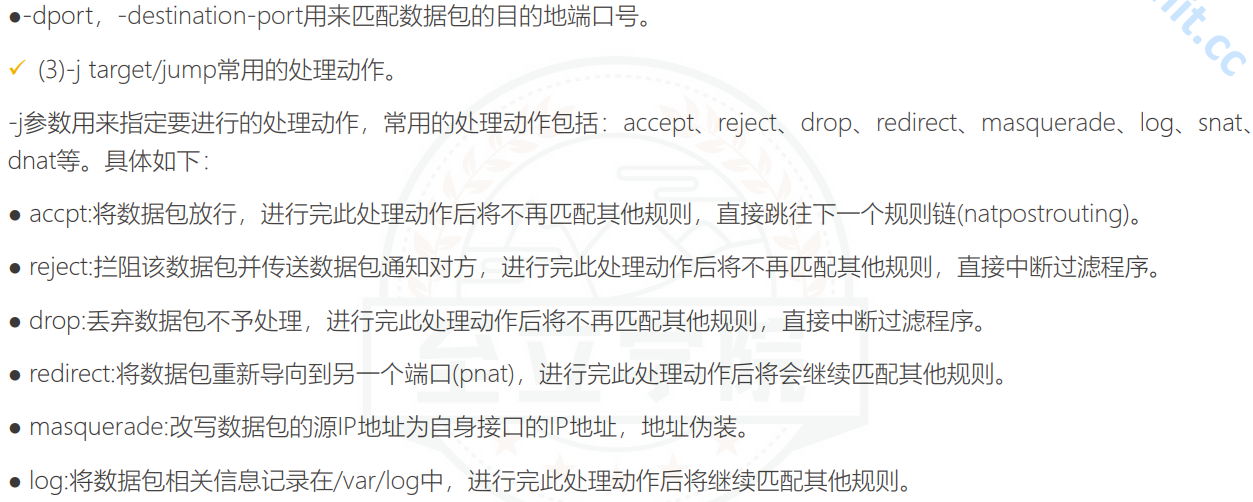 ●-dport，-destination-port用来匹配数据包的目的地端口号。
✓ (3)-j target/jump常用的处理动作。
-j参数用来指定要进行的处理动作，常用的处理动作包括：accept、reject、drop、redirect、masquerade、log、snat、
dnat等。具体如下：
● accpt:将数据包放行，进行完此处理动作后将不再匹配其他规则，直接跳往下一个规则链(natpostrouting)。
● reject:拦阻该数据包并传送数据包通知对方，进行完此处理动作后将不再匹配其他规则，直接中断过滤程序。
● drop:丢弃数据包不予处理，进行完此处理动作后将不再匹配其他规则，直接中断过滤程序。
● redirect:将数据包重新导向到另一个端口(pnat)，进行完此处理动作后将会继续匹配其他规则。
● masquerade:改写数据包的源IP地址为自身接口的IP地址，地址伪装。
● log:将数据包相关信息记录在/var/log中，进行完此处理动作后将继续匹配其他规则。